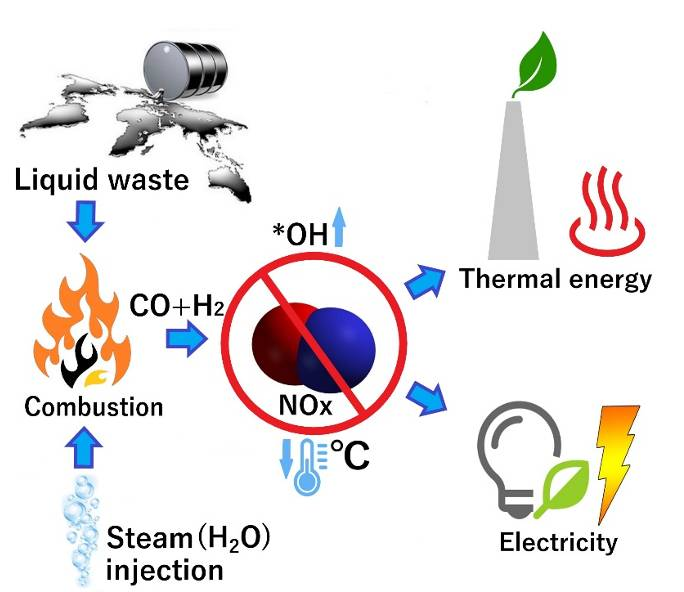 Liquid waste
*OH
CO+H₂
Thermal energy
NOx
Combustion
°C
Steam (H₂O)
injection
Electricity